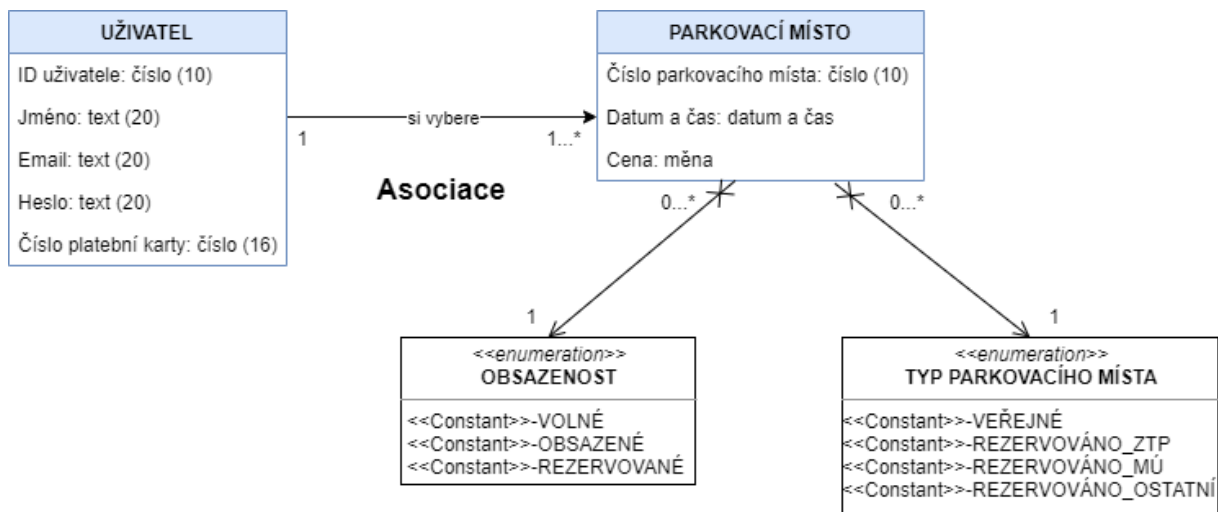 UŽIVATEL
ID uživatele: číslo (10)
Jméno: text (20)
Email: text (20)
Heslo: text (20)
Číslo platební karty: číslo (16)
1
si vybere
1...*
Asociace
PARKOVACÍ MÍSTO
Číslo parkovacího místa: číslo (10)
Datum a čas: datum a čas
Cena: měna
0...*
0...*
1
1
<<enumeration>>
OBSAZENOST
<<Constant>>-VOLNÉ
<<Constant>>-OBSAZENÉ
<<Constant>>-REZERVOVANÉ
<<enumeration>>
TYP PARKOVACÍHO MÍSTA
<<Constant>>-VEŘEJNÉ
<<Constant>>-REZERVOVÁNO_ZTP
<<Constant>>-REZERVOVÁNO_MÚ
<<Constant>>-REZERVOVÁNO_OSTATNÍ